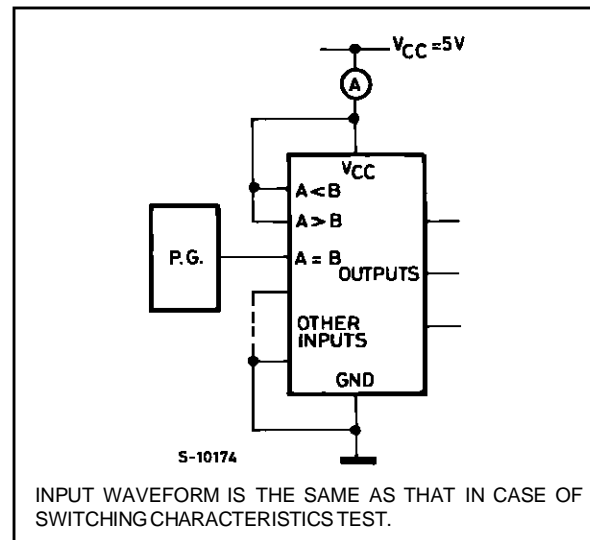 VCC=5V
A
VCC
A<B
A>B
P.G.
A=B
OUTPUTS
OTHER
INPUTS
GND
S-10174
INPUT WAVEFORM IS THE SAME AS THAT IN CASE OF
SWITCHING CHARACTERISTICS TEST.